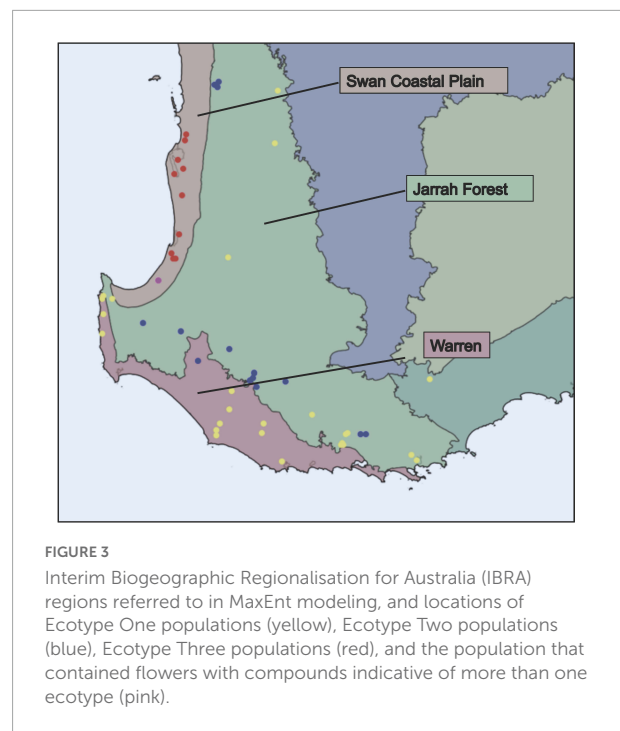 Swan Coastal Plain
Jarrah Forest
Warren
FIGURE 3
Interim Biogeographic Regionalisation for Australia (IBRA)
regions referred to in MaxEnt modeling, and locations of
Ecotype One populations (yellow), Ecotype Two populations
(blue), Ecotype Three populations (red), and the population that
contained flowers with compounds indicative of more than one
ecotype (pink).